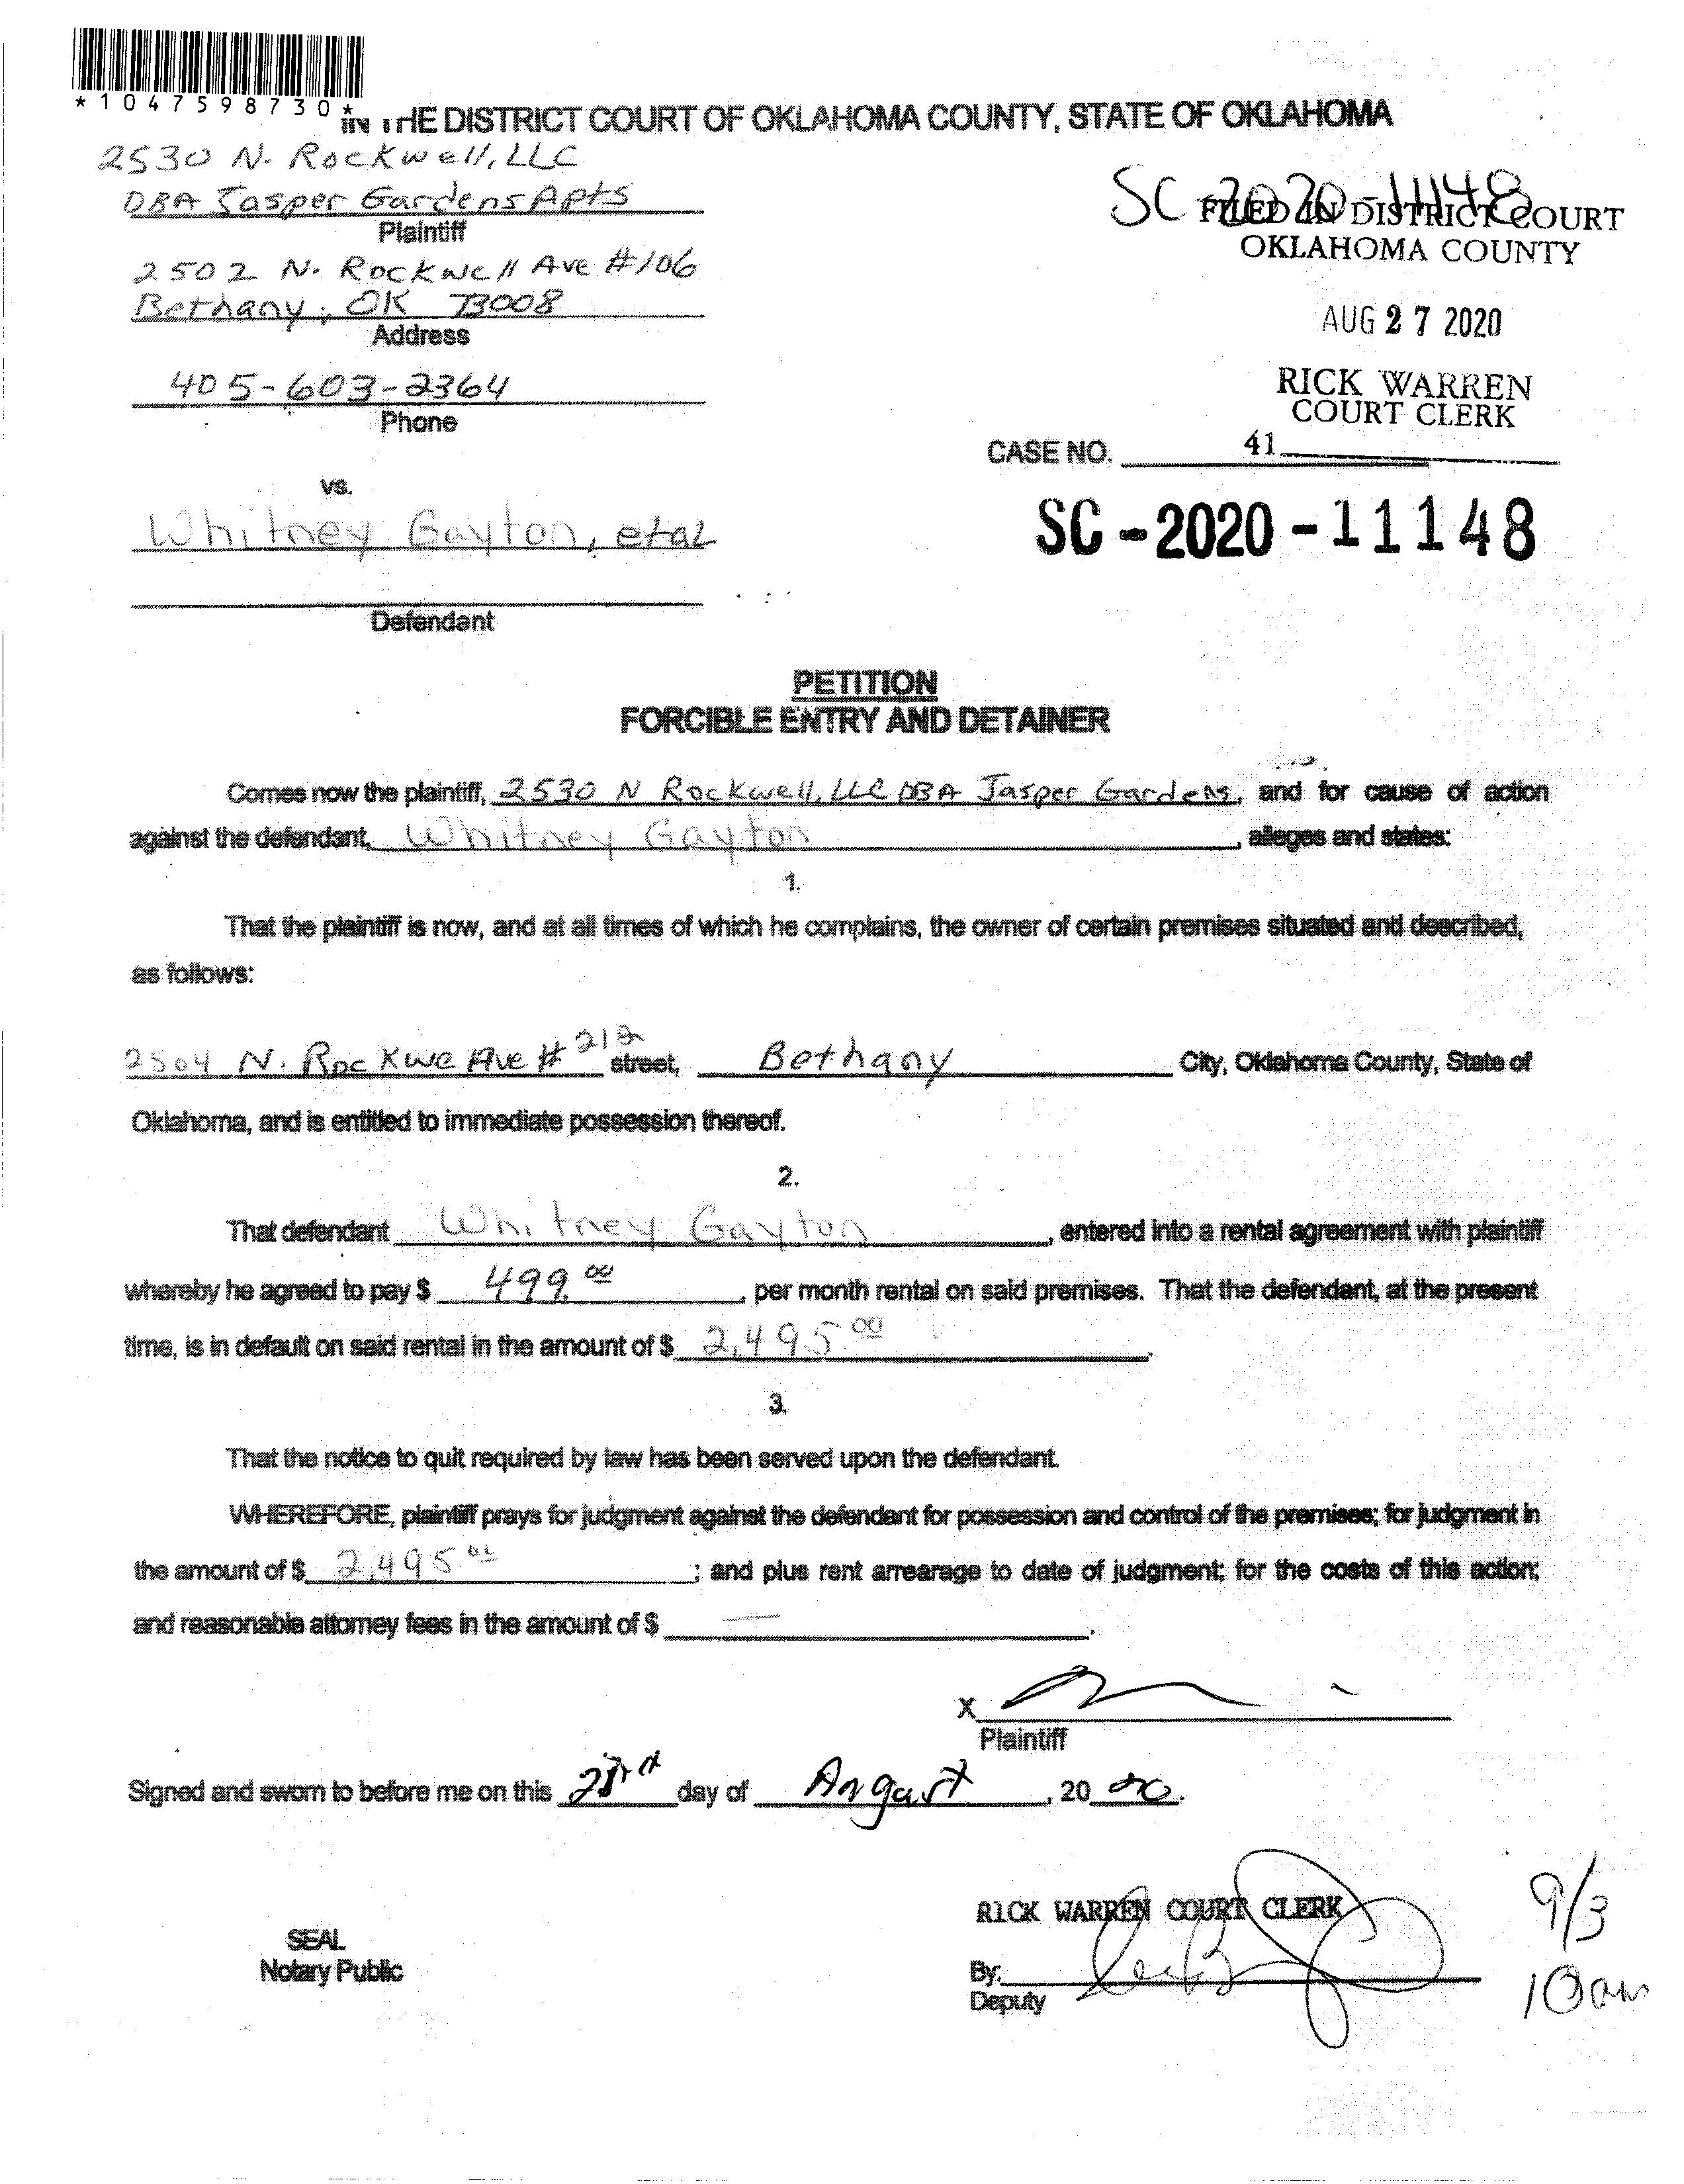 *1047598730*
IN THE DISTRICT COURT OF OKLAHOMA COUNTY, STATE OF OKLAHOMA
2530 N. Rockwell, LLC
DBA Jasper Gardens Apts
Plaintiff
2502 N. Rockwell Ave #106
Bethany, OK 73008
Address
405-603-2364
Phone
SC-2020-11148
FILED IN DISTRICT COURT
OKLAHOMA COUNTY
AUG 27 2020
RICK WARREN
COURT CLERK
41
CASE NO.
SC-2020-11148
vs.
Whitney Gayton, etal
Defendant
PETITION
FORCIBLE ENTRY AND DETAINER
Comes now the plaintiff, 2530 N Rockwell, LLC DBA Jasper Gardens, and for cause of action
against the defendant, Whitney Gayton, alleges and states:
1.
That the plaintiff is now, and at all times of which he complains, the owner of certain premises situated and described,
as follows:
2504 N. Rockwe Ave # 212 street, Bethany City, Oklahoma County, State of
Oklahoma, and is entitled to immediate possession thereof.
2.
That defendant Whitney Gayton, entered into a rental agreement with plaintiff
whereby he agreed to pay $ 499.00, per month rental on said premises. That the defendant, at the present
time, is in default on said rental in the amount of $ 2,495.00.
3.
That the notice to quit required by law has been served upon the defendant.
WHEREFORE, plaintiff prays for judgment against the defendant for possession and control of the premises; for judgment in
the amount of $ 2,495.00; and plus rent arrearage to date of judgment; for the costs of this action;
and reasonable attorney fees in the amount of $ —.
X
Plaintiff
Signed and sworn to before me on this day of August, 2020.
RICK WARREN COURT CLERK
9/3
10am
SEAL
Notary Public
By:
Deputy